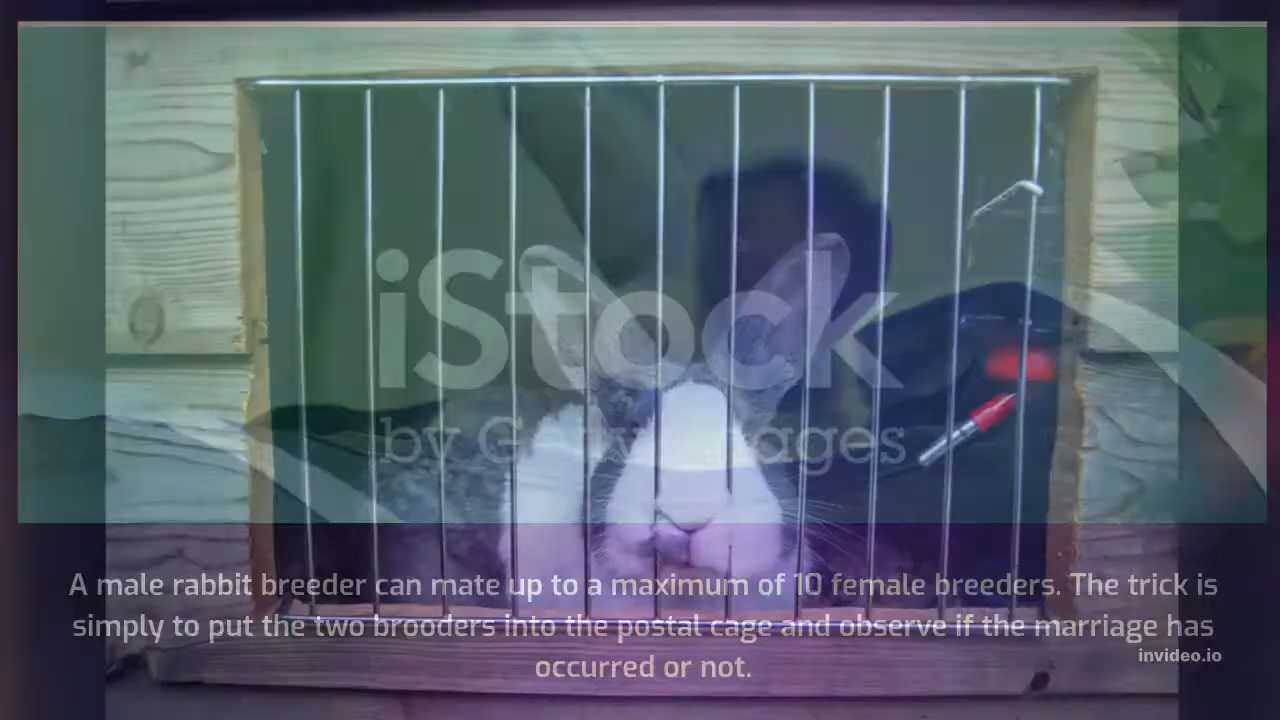 iStock
by Getty Images
A male rabbit breeder can mate up to a maximum of 10 female breeders. The trick is
simply to put the two brooders into the postal cage and observe if the marriage has
occurred or not.
invideo.io